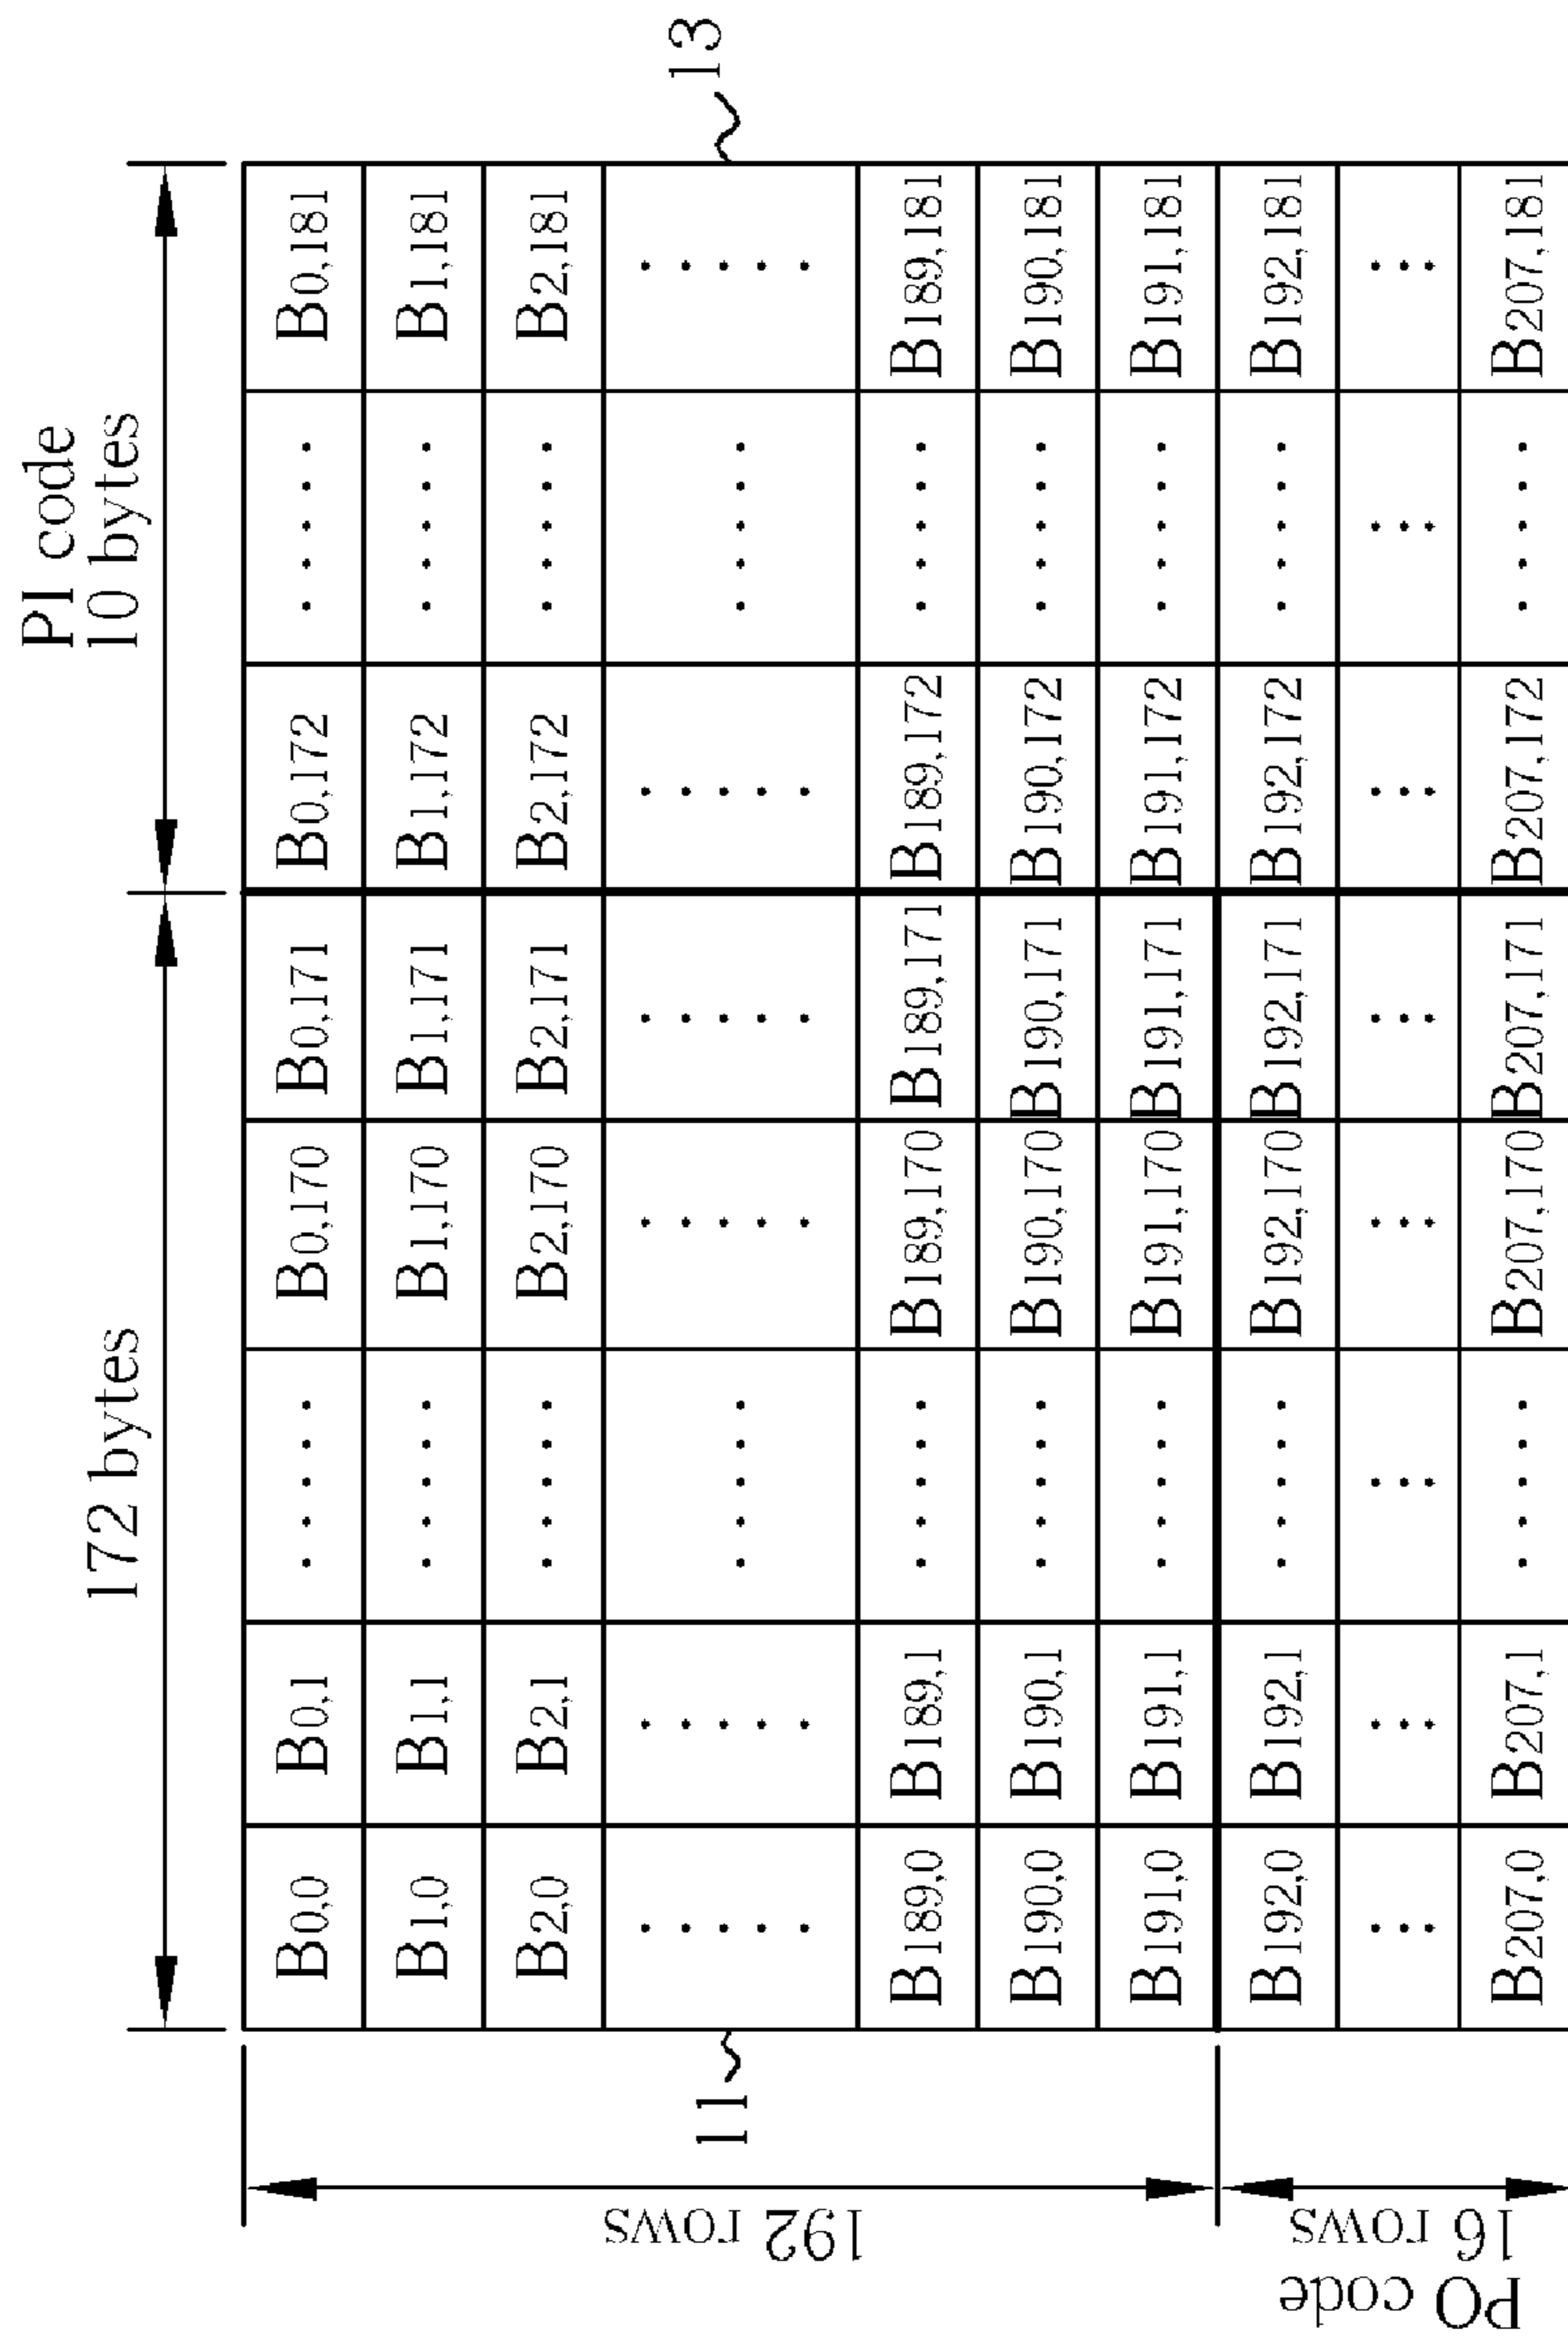 PI code
172 bytes
10 bytes
B0,0 B0,1 ..... B0,170 B0,171 B0,172 ..... B0,181
B1,0 B1,1 ..... B1,170 B1,171 B1,172 ..... B1,181
B2,0 B2,1 ..... B2,170 B2,171 B2,172 ..... B2,181
11
13
192 rows
B189,0 B189,1 ..... B189,170 B189,171 B189,172 ..... B189,181
B190,0 B190,1 ..... B190,170 B190,171 B190,172 ..... B190,181
B191,0 B191,1 ..... B191,170 B191,171 B191,172 ..... B191,181
B192,0 B192,1 ..... B192,170 B192,171 B192,172 ..... B192,181
PO code
16 rows
B207,0 B207,1 ..... B207,170 B207,171 B207,172 ..... B207,181